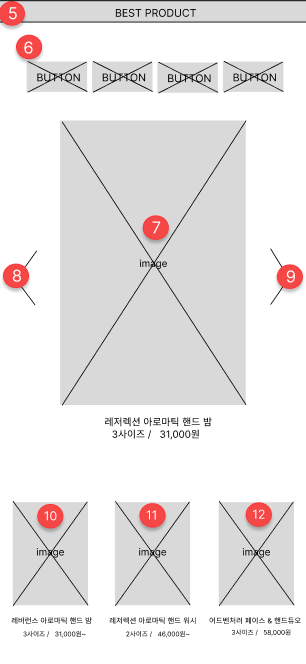 5 BEST PRODUCT
6
BUTTON BUTTON BUTTON BUTTON
7
image
8 9
레저렉션 아로마틱 핸드 밤
3사이즈 / 31,000원
10 11 12
image image image
레버런스 아로마틱 핸드 밤 레저렉션 아로마틱 핸드 워시 어드벤처러 페이스 & 핸드듀오
3사이즈 / 31,000원~ 2사이즈 / 46,000원~ 3사이즈 / 58,000원